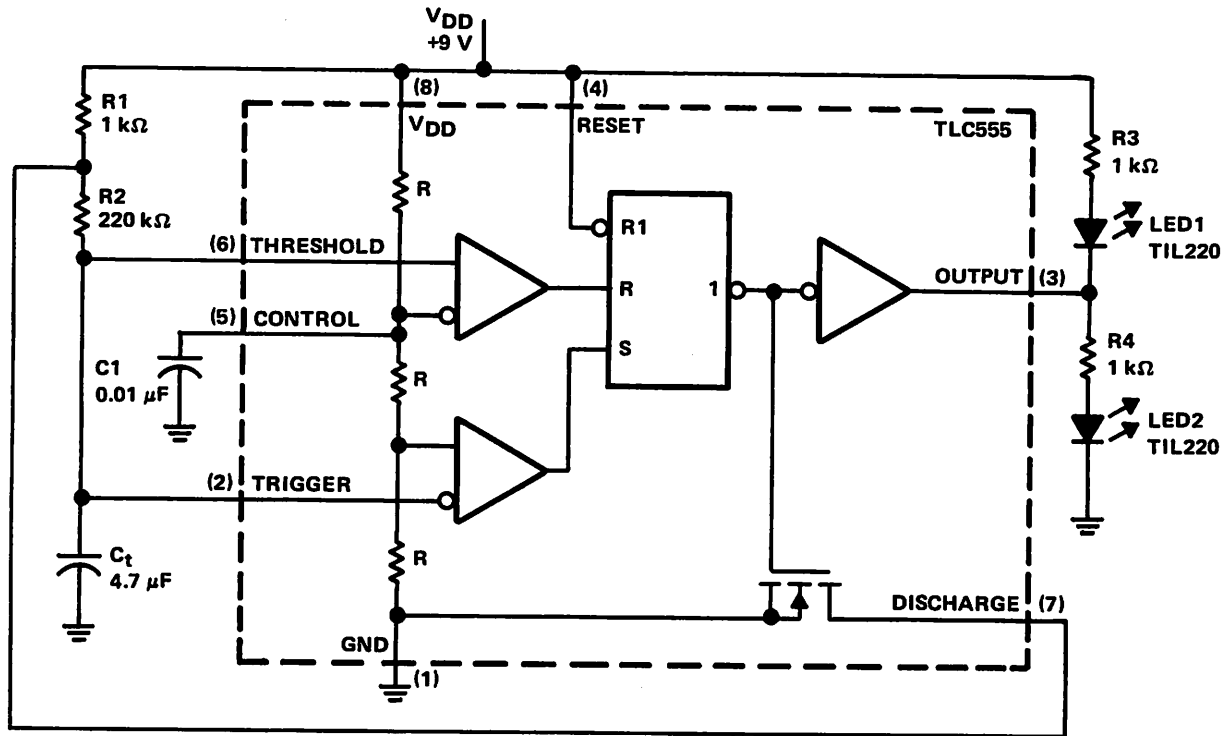 VDD
+9 V
(8)
(4)
R1
1 kΩ
VDD
RESET
TLC555
R3
1 kΩ
R
R2
220 kΩ
R1
LED1
TIL220
(6) THRESHOLD
OUTPUT (3)
R
1
(5) CONTROL
S
R4
1 kΩ
C1
0.01 μF
R
LED2
TIL220
(2) TRIGGER
Ct
4.7 μF
R
DISCHARGE (7)
GND
(1)